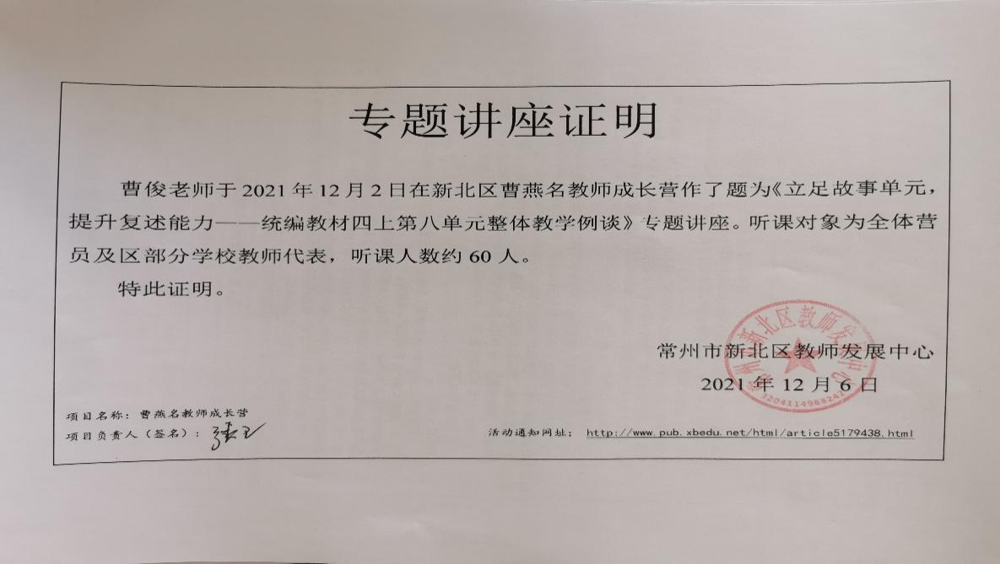 专题讲座证明
曹俊老师于 2021 年 12 月 2 日在新北区曹燕名教师成长营作了题为《立足故事单元，
提升复述能力——统编教材四上第八单元整体教学例谈》专题讲座。听课对象为全体营
员及区部分学校教师代表，听课人数约 60 人。
特此证明。
常州市新北区教师发展中心
2021 年 12 月 6 日
项目名称：曹燕名教师成长营
项目负责人（签名）：
活动通知网址： http://www.pub.xbedu.net/html/article5179438.html
常州市新北区教师发展中心